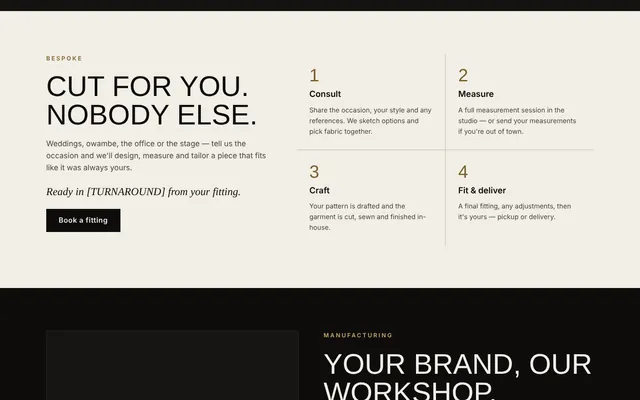 BESPOKE
CUT FOR YOU.
NOBODY ELSE.
Weddings, owambe, the office or the stage — tell us the
occasion and we'll design, measure and tailor a piece that fits
like it was always yours.
Ready in [TURNAROUND] from your fitting.
Book a fitting
1
Consult
Share the occasion, your style and any
references. We sketch options and
pick fabric together.
2
Measure
A full measurement session in the
studio — or send your measurements
if you're out of town.
3
Craft
Your pattern is drafted and the
garment is cut, sewn and finished in-
house.
4
Fit & deliver
A final fitting, any adjustments, then
it's yours — pickup or delivery.
MANUFACTURING
YOUR BRAND, OUR
WORKSHOP.